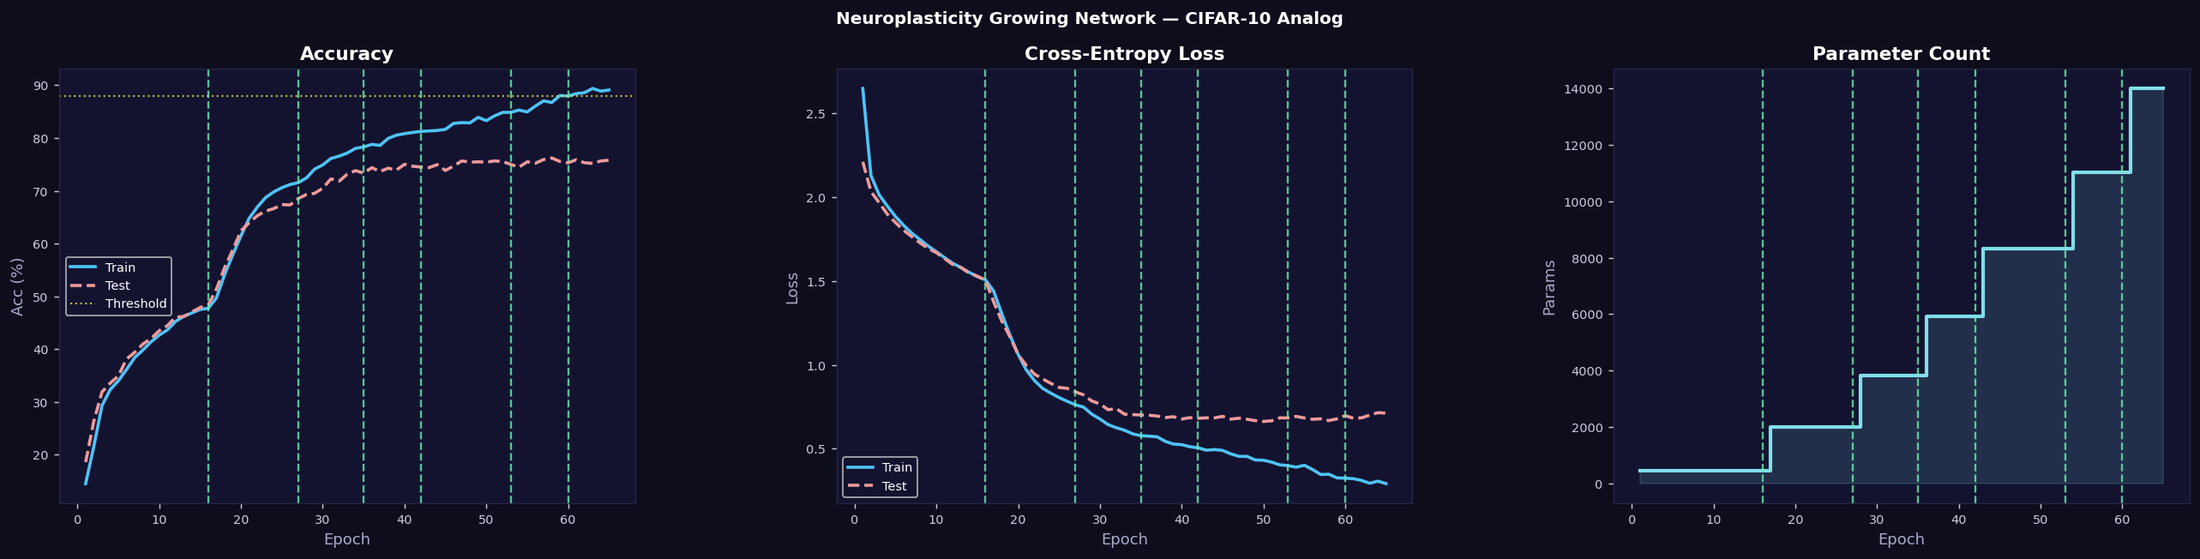 Neuroplasticity Growing Network — CIFAR-10 Analog
Accuracy
90
80
70
60
50
40
30
20
Acc (%)
Train
Test
Threshold
0 10 20 30 40 50 60
Epoch
Cross-Entropy Loss
2.5
2.0
1.5
1.0
0.5
Loss
Train
Test
0 10 20 30 40 50 60
Epoch
Parameter Count
14000
12000
10000
8000
6000
4000
2000
0
Params
0 10 20 30 40 50 60
Epoch